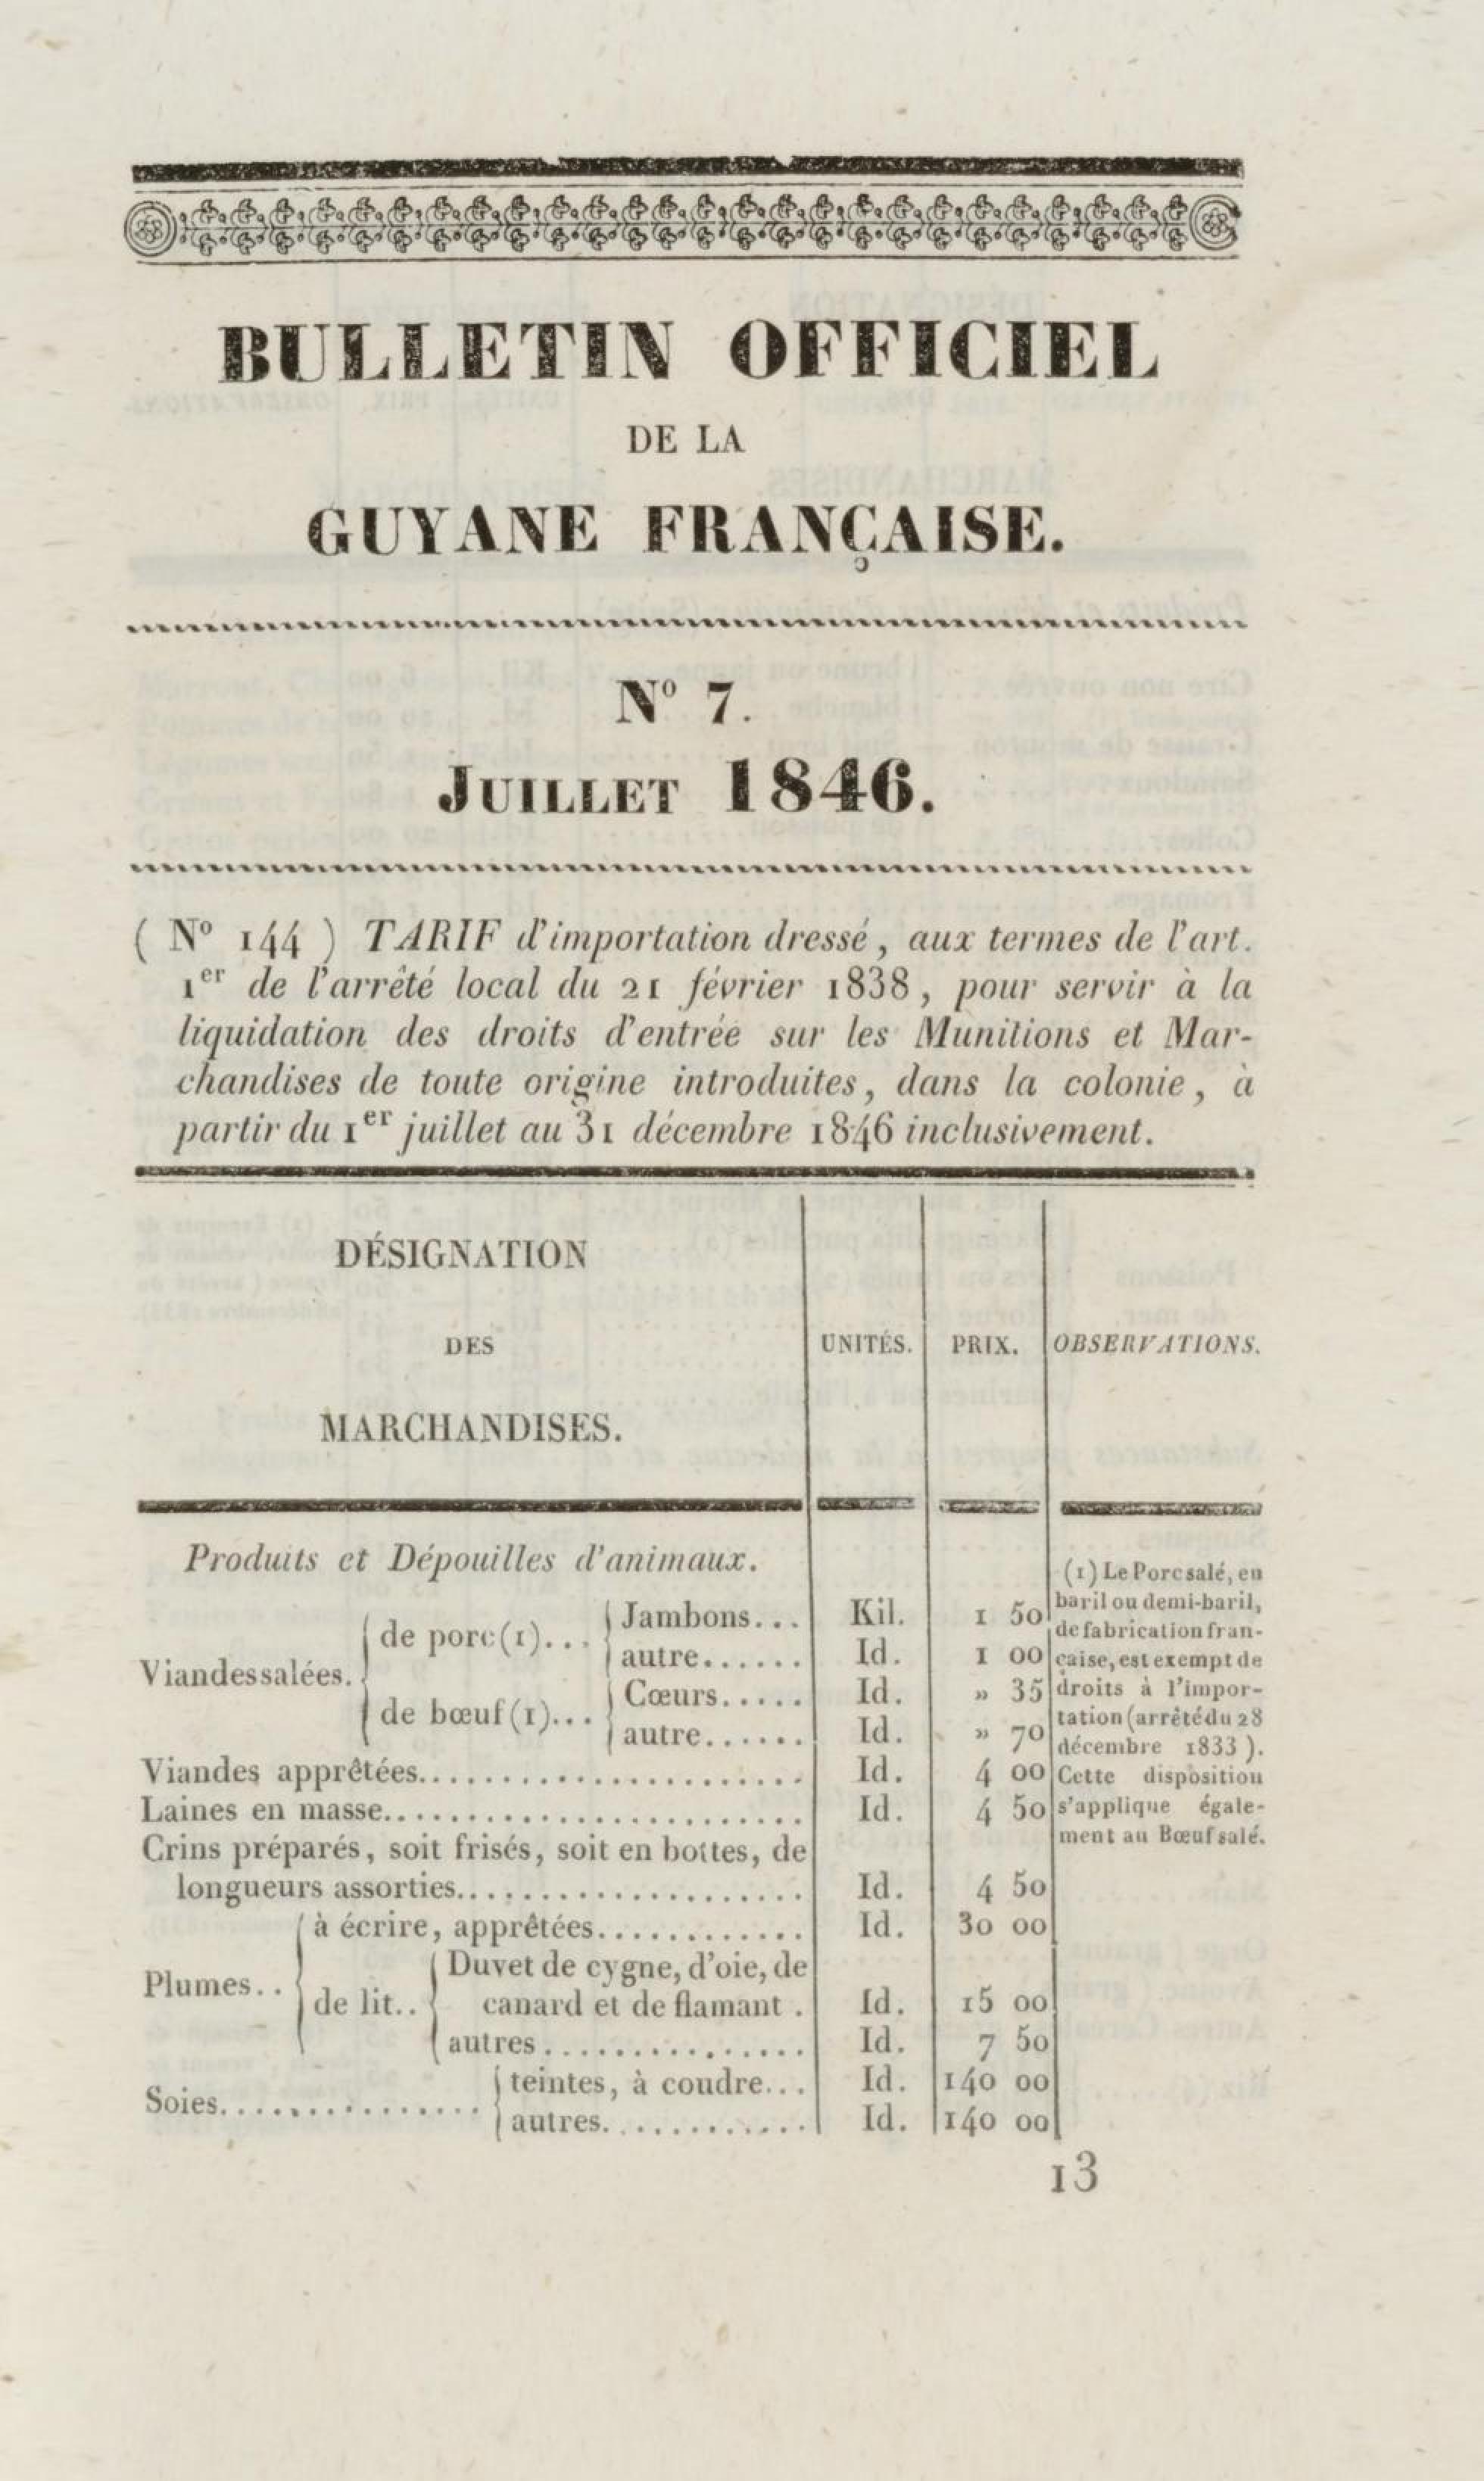 BULLETIN OFFICIEL
DE LA
GUYANE FRANÇAISE.
Nº 7.
JUILLET 1846.
( Nº 144 ) TARIF d'importation dressé, aux termes de l'art.
1er de l'arrêté local du 21 février 1838, pour servir à la
liquidation des droits d'entrée sur les Munitions et Mar-
chandises de toute origine introduites, dans la colonie, à
partir du 1er juillet au 31 décembre 1846 inclusivement.
DÉSIGNATION
DES
MARCHANDISES.
UNITÉS.
PRIX.
OBSERVATIONS.
Produits et Dépouilles d'animaux.
Viandes salées.
de porc (1)...
Jambons... Kil. 1 50
autre...... Id. 1 00
de bœuf (1)...
Cœurs..... Id. » 35
autre...... Id. » 70
Viandes apprêtées....................... Id. 4 00
Laines en masse......................... Id. 4 50
Crins préparés, soit frisés, soit en bottes, de
longueurs assorties..................... Id. 4 50
Plumes..
à écrire, apprêtées............. Id. 30 00
de lit..
Duvet de cygne, d'oie, de
canard et de flamant . Id. 15 00
autres................ Id. 7 50
Soies................
teintes, à coudre... Id. 140 00
autres............. Id. 140 00
(1) Le Porc salé, en
baril ou demi-baril,
de fabrication fran-
çaise, est exempt de
droits à l'impor-
tation (arrêté du 28
décembre 1833 ).
Cette disposition
s'applique égale-
ment au Bœuf salé.
13